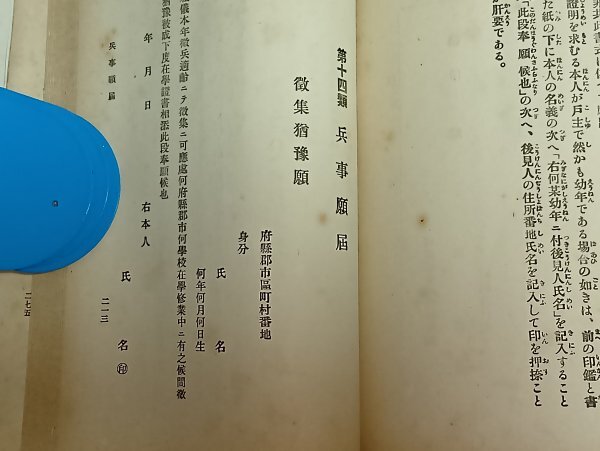 證明を求むる本人が戸主で然かも幼年である場合の如きは、前の印鑑と書
た紙の下に本人の名義の次へ「右何某幼年ニ付後見人氏名」を記入すること
「此段奉願候也」の次へ、後見人の住所番地氏名を記入して印を押捺こと
が肝要である。
第十四類 兵事願屆
徵集猶豫願
府縣郡市區町村番地
身分
氏名
何年何月何日生
儀本年徵兵適齡ニテ徵集ニ可應處何府縣郡市何學校在學修業中ニ有之候間徵
猶豫被成下度在學證書相添此段奉願候也
年月日
右本人
氏名㊞
兵事願屆
二一三
二七五